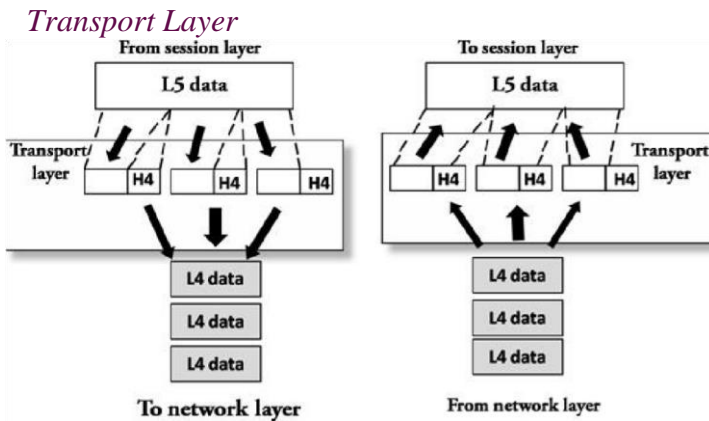 Transport Layer
From session layer
L5 data
Transport
layer
H4
H4
H4
L4 data
L4 data
L4 data
To network layer
To session layer
L5 data
Transport
layer
H4
H4
H4
L4 data
L4 data
L4 data
From network layer